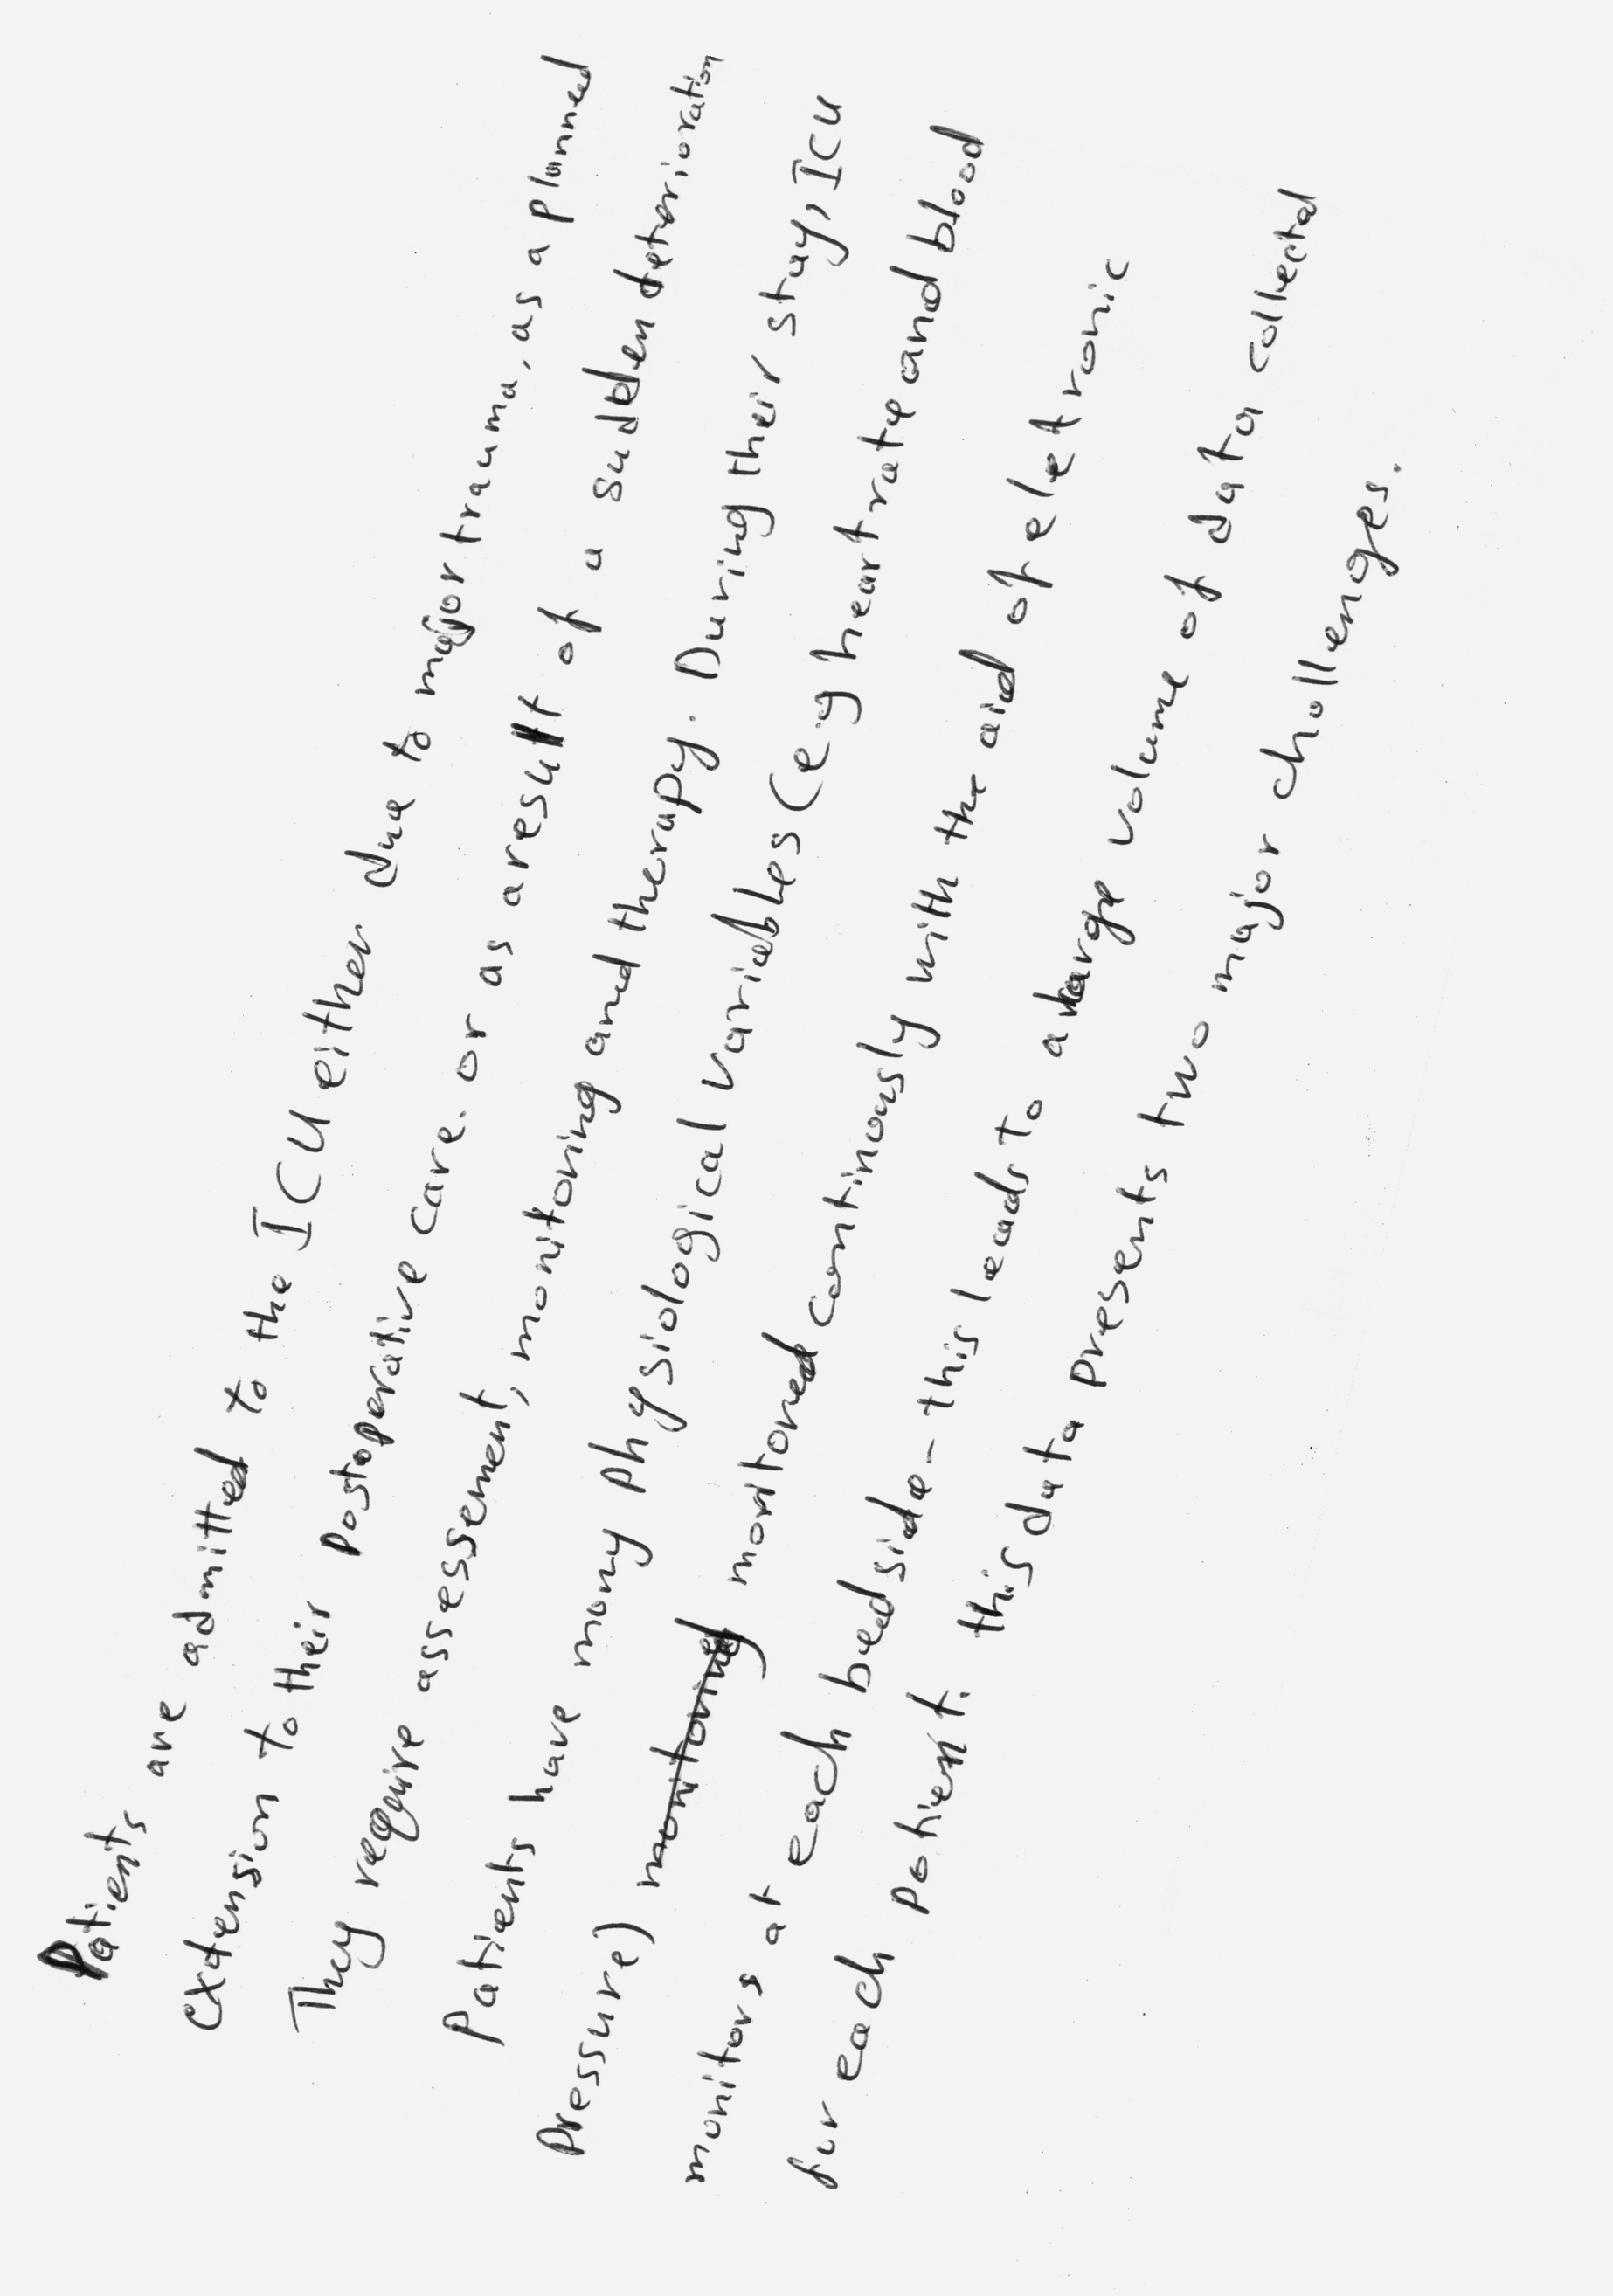 Patients are admitted to the ICU either due to major trauma, as a planned
extension to their postoperative care. or as a result of a sudden deterioration
They require assessement, monitoring and therapy. During their stay, ICU
Patients have many physiological variables (e.g heart rate and blood
pressure) monitoring monitored continously with the aid of eletronic
monitors at each bedside - this leads to a large volume of data collected
for each patient. this data presents two major challenges.